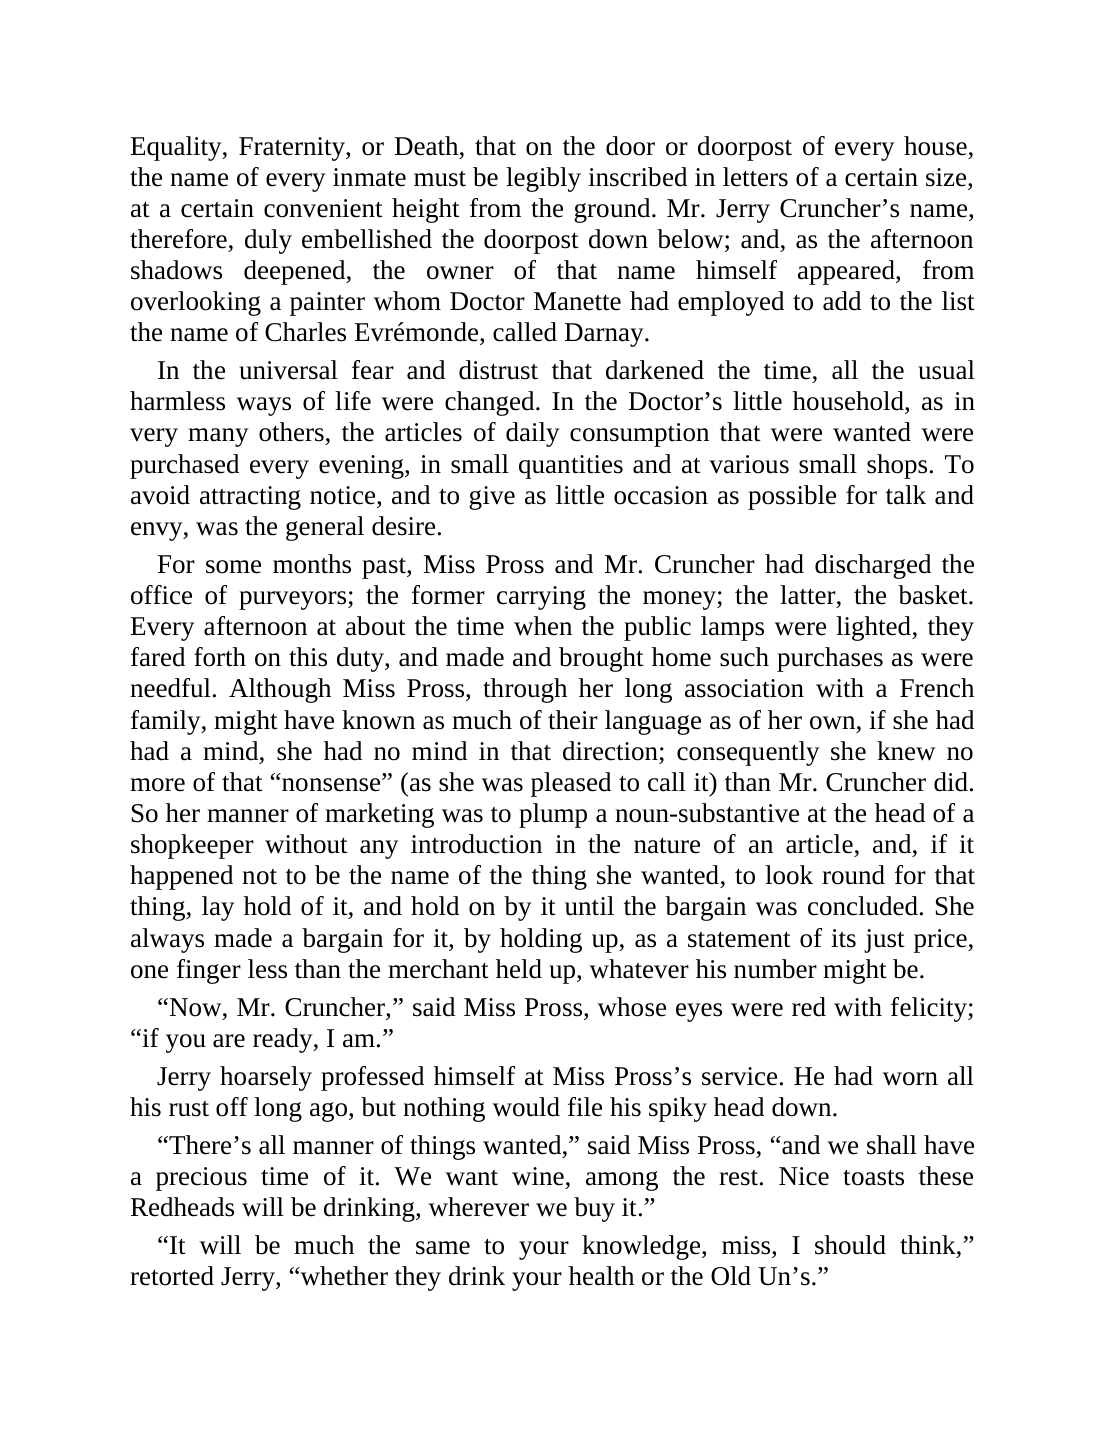 Equality, Fraternity, or Death, that on the door or doorpost of every house,
the name of every inmate must be legibly inscribed in letters of a certain size,
at a certain convenient height from the ground. Mr. Jerry Cruncher’s name,
therefore, duly embellished the doorpost down below; and, as the afternoon
shadows deepened, the owner of that name himself appeared, from
overlooking a painter whom Doctor Manette had employed to add to the list
the name of Charles Evrémonde, called Darnay.
In the universal fear and distrust that darkened the time, all the usual
harmless ways of life were changed. In the Doctor’s little household, as in
very many others, the articles of daily consumption that were wanted were
purchased every evening, in small quantities and at various small shops. To
avoid attracting notice, and to give as little occasion as possible for talk and
envy, was the general desire.
For some months past, Miss Pross and Mr. Cruncher had discharged the
office of purveyors; the former carrying the money; the latter, the basket.
Every afternoon at about the time when the public lamps were lighted, they
fared forth on this duty, and made and brought home such purchases as were
needful. Although Miss Pross, through her long association with a French
family, might have known as much of their language as of her own, if she had
had a mind, she had no mind in that direction; consequently she knew no
more of that “nonsense” (as she was pleased to call it) than Mr. Cruncher did.
So her manner of marketing was to plump a noun-substantive at the head of a
shopkeeper without any introduction in the nature of an article, and, if it
happened not to be the name of the thing she wanted, to look round for that
thing, lay hold of it, and hold on by it until the bargain was concluded. She
always made a bargain for it, by holding up, as a statement of its just price,
one finger less than the merchant held up, whatever his number might be.
“Now, Mr. Cruncher,” said Miss Pross, whose eyes were red with felicity;
“if you are ready, I am.”
Jerry hoarsely professed himself at Miss Pross’s service. He had worn all
his rust off long ago, but nothing would file his spiky head down.
“There’s all manner of things wanted,” said Miss Pross, “and we shall have
a precious time of it. We want wine, among the rest. Nice toasts these
Redheads will be drinking, wherever we buy it.”
“It will be much the same to your knowledge, miss, I should think,”
retorted Jerry, “whether they drink your health or the Old Un’s.”